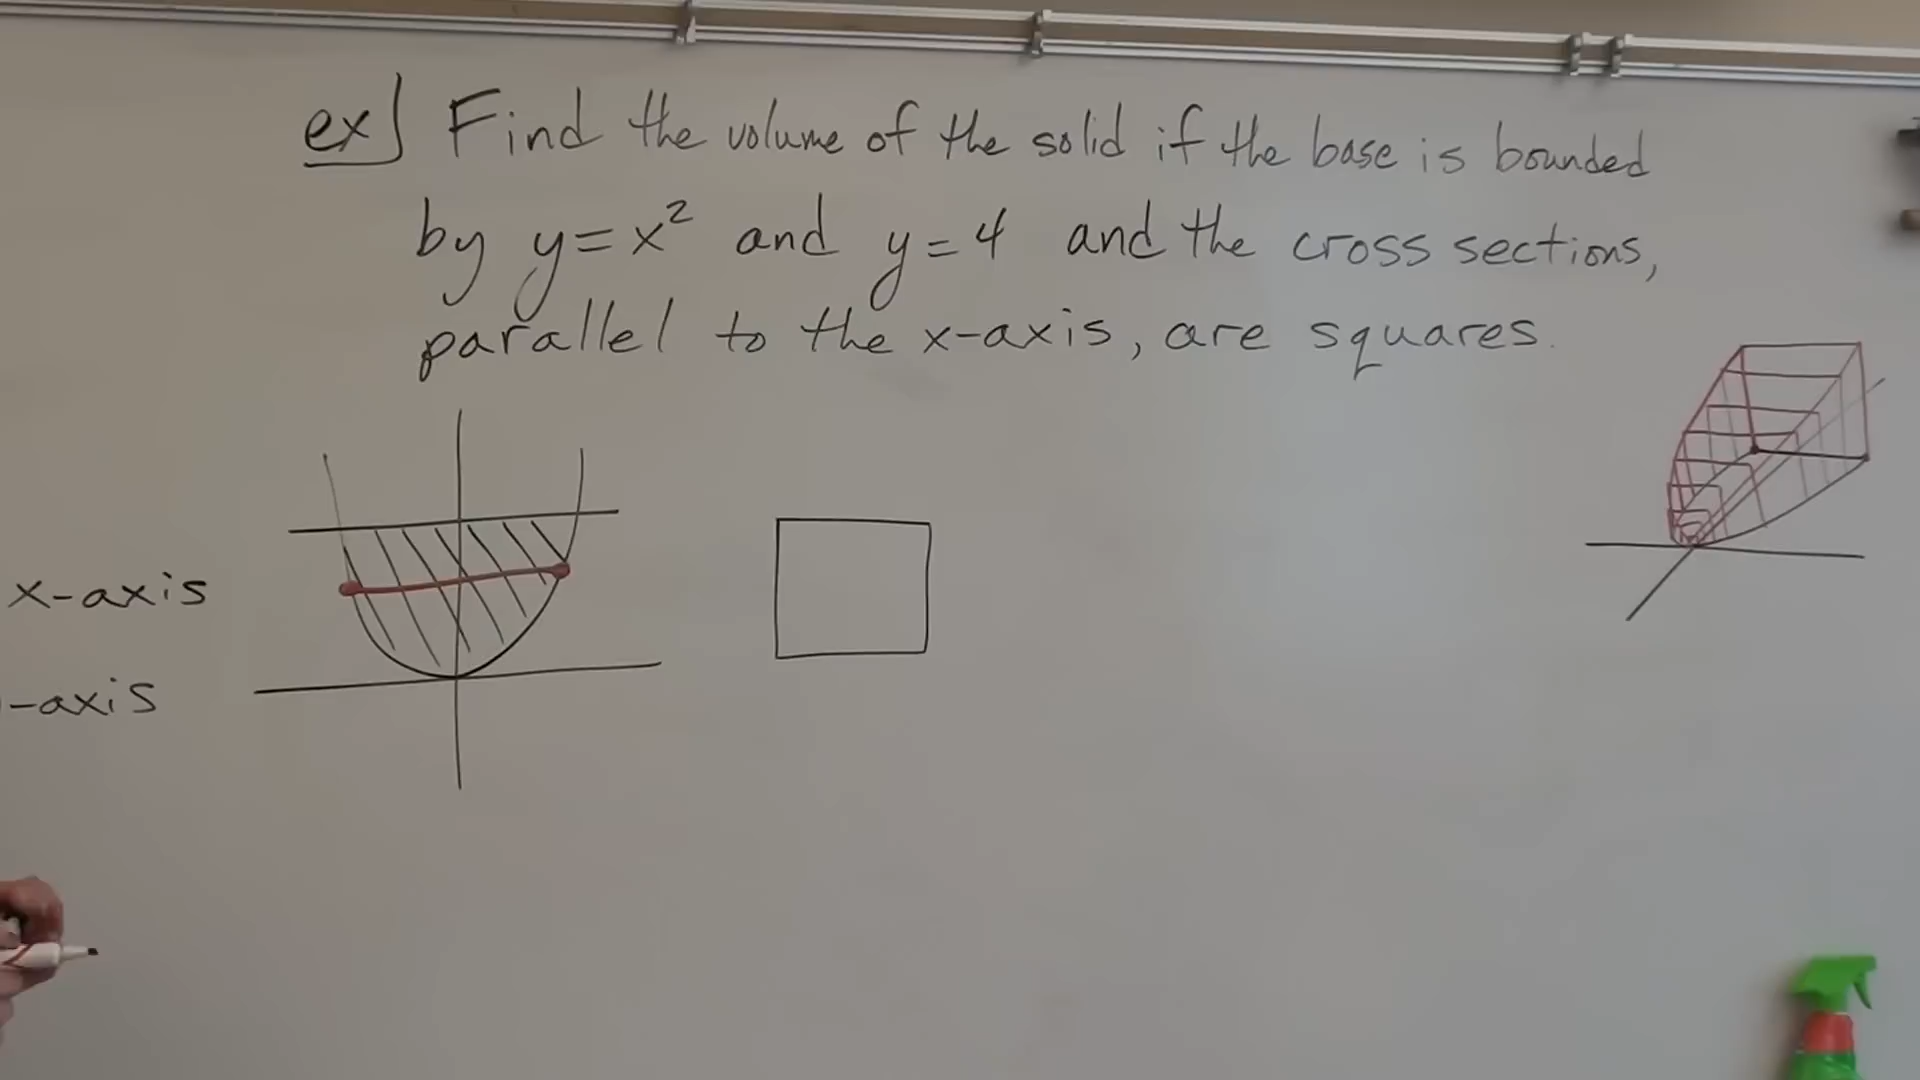 ex] Find the volume of the solid if the base is bounded
by y=x² and y=4 and the cross sections,
parallel to the x-axis, are squares.
x-axis
-axis